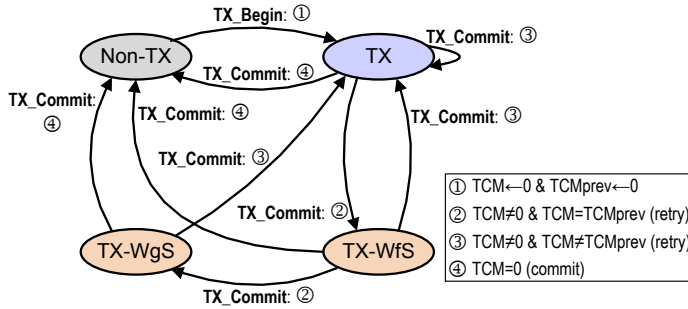 TX_Begin: ①
Non-TX
TX
TX_Commit: ③
TX_Commit: ④
TX_Commit:
④
TX_Commit: ④
TX_Commit: ③
TX_Commit: ③
TX_Commit: ②
TX-WgS
TX-WfS
TX_Commit: ②
① TCM←0 & TCMprev←0
② TCM≠0 & TCM=TCMprev (retry)
③ TCM≠0 & TCM≠TCMprev (retry)
④ TCM=0 (commit)